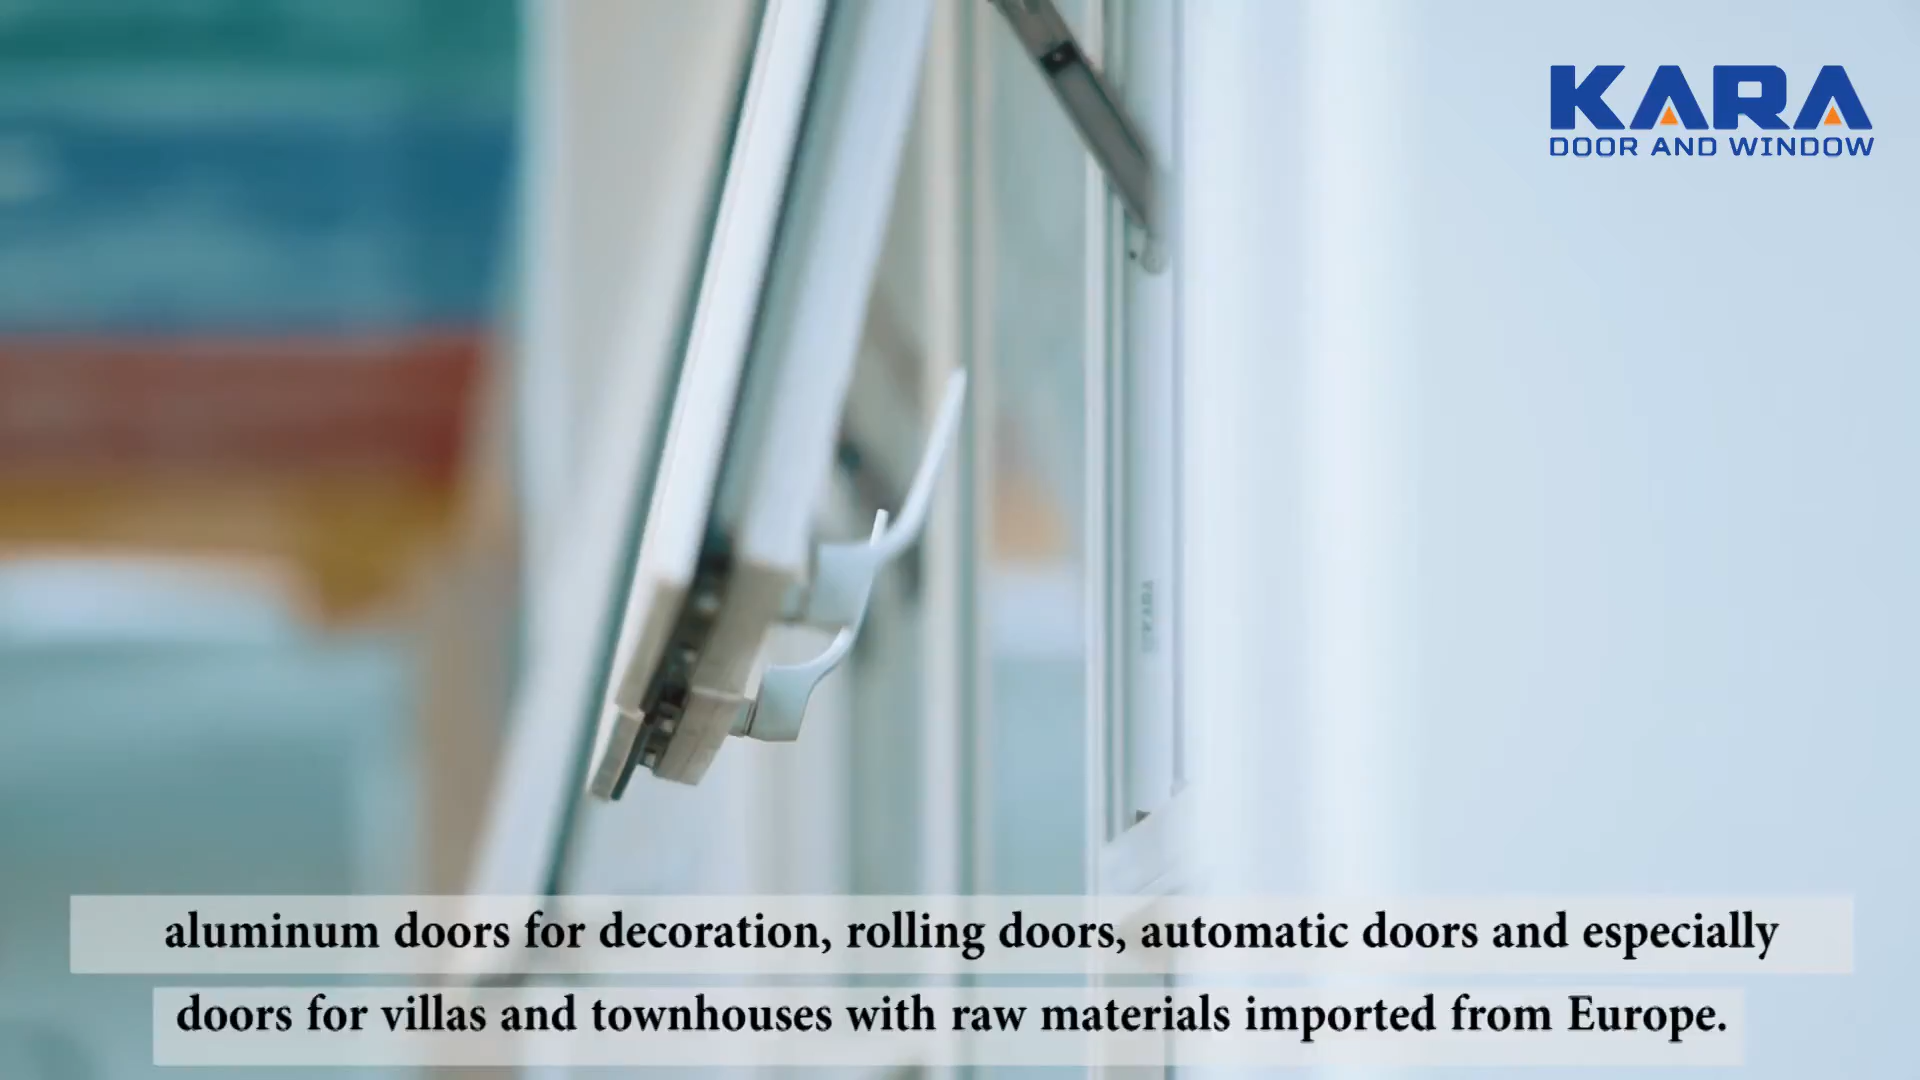 KARA
DOOR AND WINDOW
aluminum doors for decoration, rolling doors, automatic doors and especially
doors for villas and townhouses with raw materials imported from Europe.